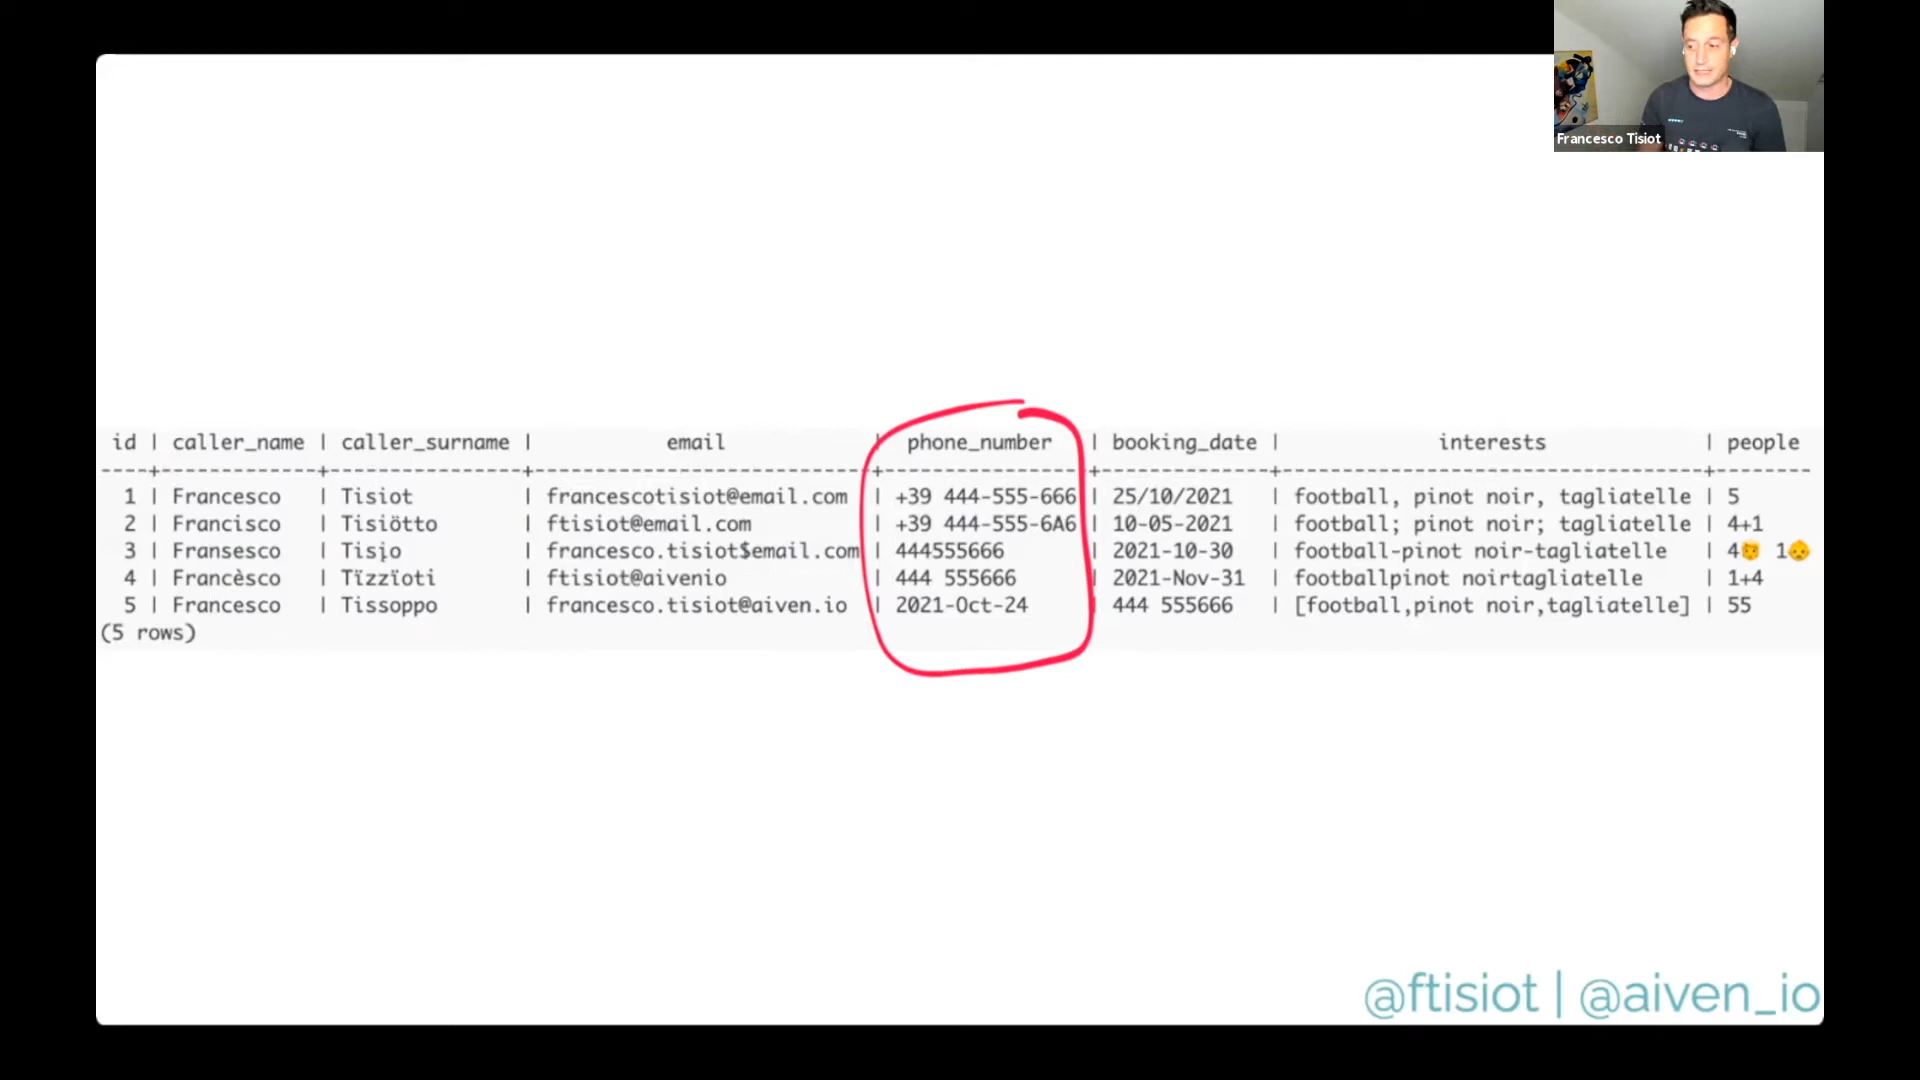 Francesco Tisiot
id | caller_name | caller_surname | email | phone_number | booking_date | interests | people
----+-------------+----------------+---------------------------+-----------------+--------------+----------------------------------+--------
1 | Francesco | Tisiot | francescotisiot@email.com | +39 444-555-666 | 25/10/2021 | football, pinot noir, tagliatelle | 5
2 | Francisco | Tisiötto | ftisiot@email.com | +39 444-555-6A6 | 10-05-2021 | football; pinot noir; tagliatelle | 4+1
3 | Fransesco | Tisįo | francesco.tisiot$email.com | 444555666 | 2021-10-30 | football-pinot noir-tagliatelle | 4👨 1👶
4 | Francèsco | Tïzzïoti | ftisiot@aivenio | 444 555666 | 2021-Nov-31 | footballpinot noirtagliatelle | 1+4
5 | Francesco | Tissoppo | francesco.tisiot@aiven.io | 2021-Oct-24 | 444 555666 | [football,pinot noir,tagliatelle] | 55
(5 rows)
@ftisiot | @aiven_io